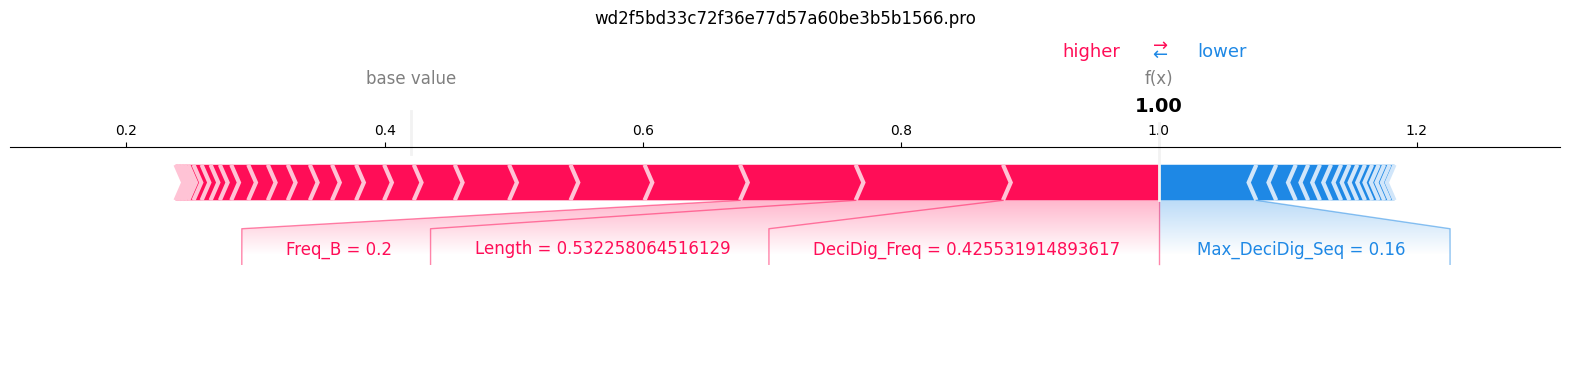 wd2f5bd33c72f36e77d57a60be3b5b1566.pro
higher ⇄ lower
base value f(x)
1.00
0.2 0.4 0.6 0.8 1.0 1.2
Freq_B = 0.2 Length = 0.532258064516129 DeciDig_Freq = 0.425531914893617 Max_DeciDig_Seq = 0.16